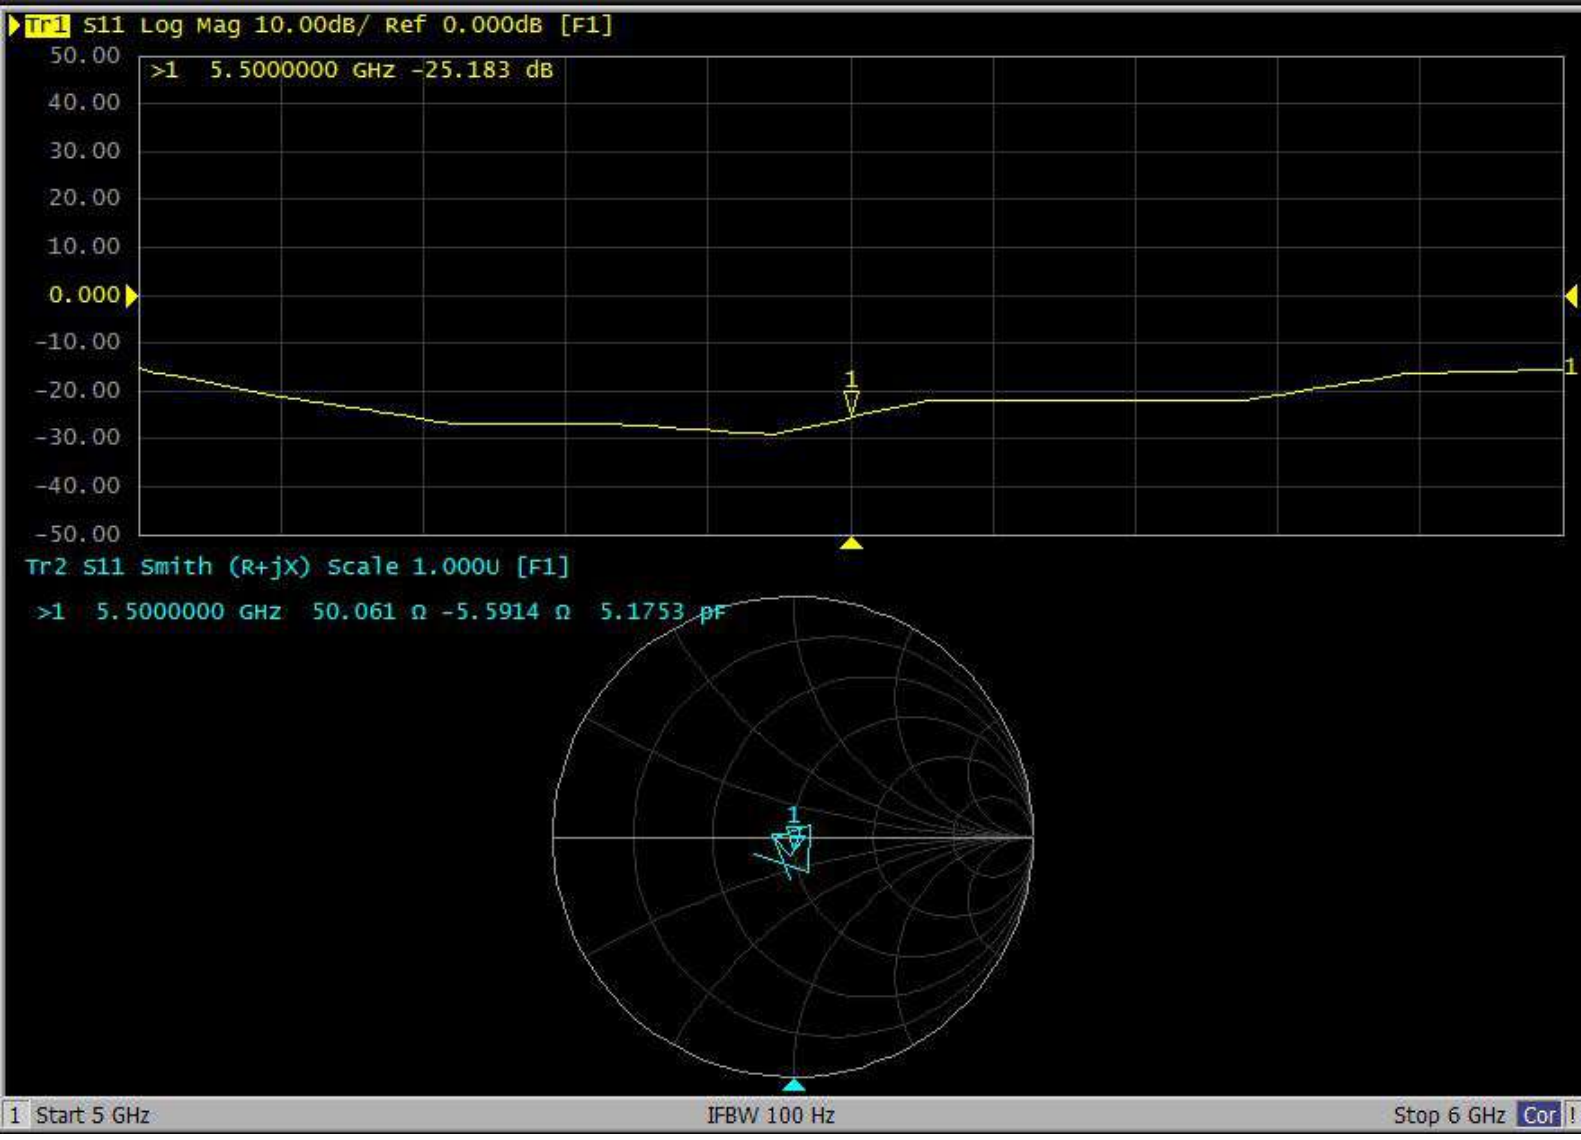 Tr1 S11 Log Mag 10.00dB/ Ref 0.000dB [F1]
50.00
>1 5.5000000 GHz -25.183 dB
40.00
30.00
20.00
10.00
0.000
-10.00
1
1
-20.00
-30.00
-40.00
-50.00
Tr2 S11 Smith (R+jX) Scale 1.000U [F1]
>1 5.5000000 GHz 50.061 Ω -5.5914 Ω 5.1753 pF
1
1 Start 5 GHz IFBW 100 Hz Stop 6 GHz Cor !